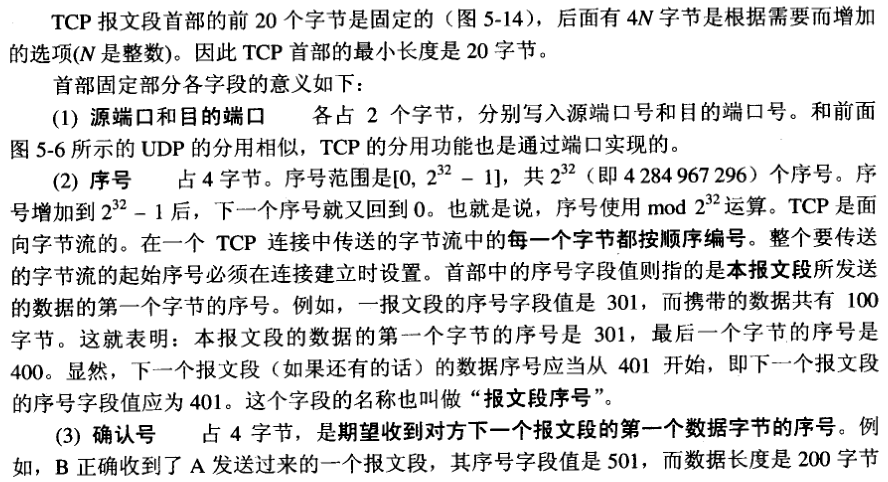 TCP 报文段首部的前 20 个字节是固定的（图 5-14），后面有 4N 字节是根据需要而增加
的选项(N 是整数)。因此 TCP 首部的最小长度是 20 字节。
首部固定部分各字段的意义如下：
(1) 源端口和目的端口 各占 2 个字节，分别写入源端口号和目的端口号。和前面
图 5-6 所示的 UDP 的分用相似，TCP 的分用功能也是通过端口实现的。
(2) 序号 占 4 字节。序号范围是[0, 2³² – 1]，共 2³²（即 4 284 967 296）个序号。序
号增加到 2³² – 1 后，下一个序号就又回到 0。也就是说，序号使用 mod 2³² 运算。TCP 是面
向字节流的。在一个 TCP 连接中传送的字节流中的每一个字节都按顺序编号。整个要传送
的字节流的起始序号必须在连接建立时设置。首部中的序号字段值则指的是本报文段所发送
的数据的第一个字节的序号。例如，一报文段的序号字段值是 301，而携带的数据共有 100
字节。这就表明：本报文段的数据的第一个字节的序号是 301，最后一个字节的序号是
400。显然，下一个报文段（如果还有的话）的数据序号应当从 401 开始，即下一个报文段
的序号字段值应为 401。这个字段的名称也叫做“报文段序号”。
(3) 确认号 占 4 字节，是期望收到对方下一个报文段的第一个数据字节的序号。例
如，B 正确收到了 A 发送过来的一个报文段，其序号字段值是 501，而数据长度是 200 字节